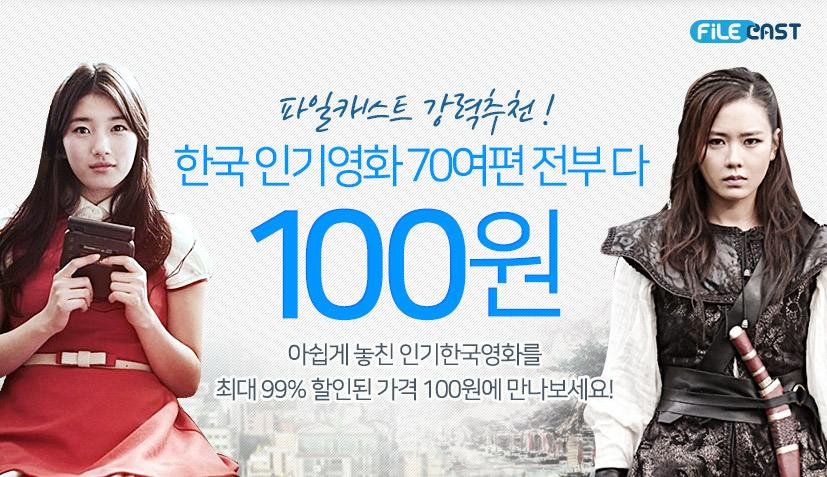 FiLE CAST
파일캐스트 강력추천!
한국 인기영화 70여편 전부 다
100원
아쉽게 놓친 인기한국영화를
최대 99% 할인된 가격 100원에 만나보세요!